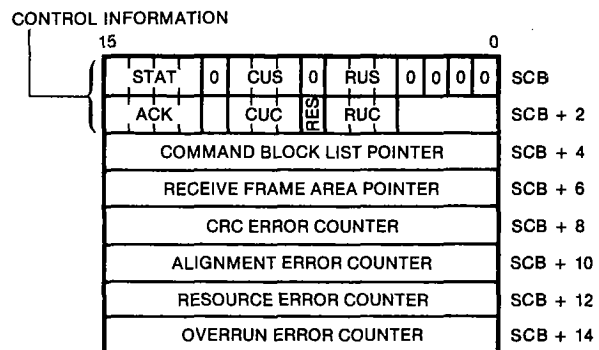 CONTROL INFORMATION
15 0
STAT 0 CUS 0 RUS 0 0 0 0 SCB
ACK CUC RES RUC SCB + 2
COMMAND BLOCK LIST POINTER SCB + 4
RECEIVE FRAME AREA POINTER SCB + 6
CRC ERROR COUNTER SCB + 8
ALIGNMENT ERROR COUNTER SCB + 10
RESOURCE ERROR COUNTER SCB + 12
OVERRUN ERROR COUNTER SCB + 14